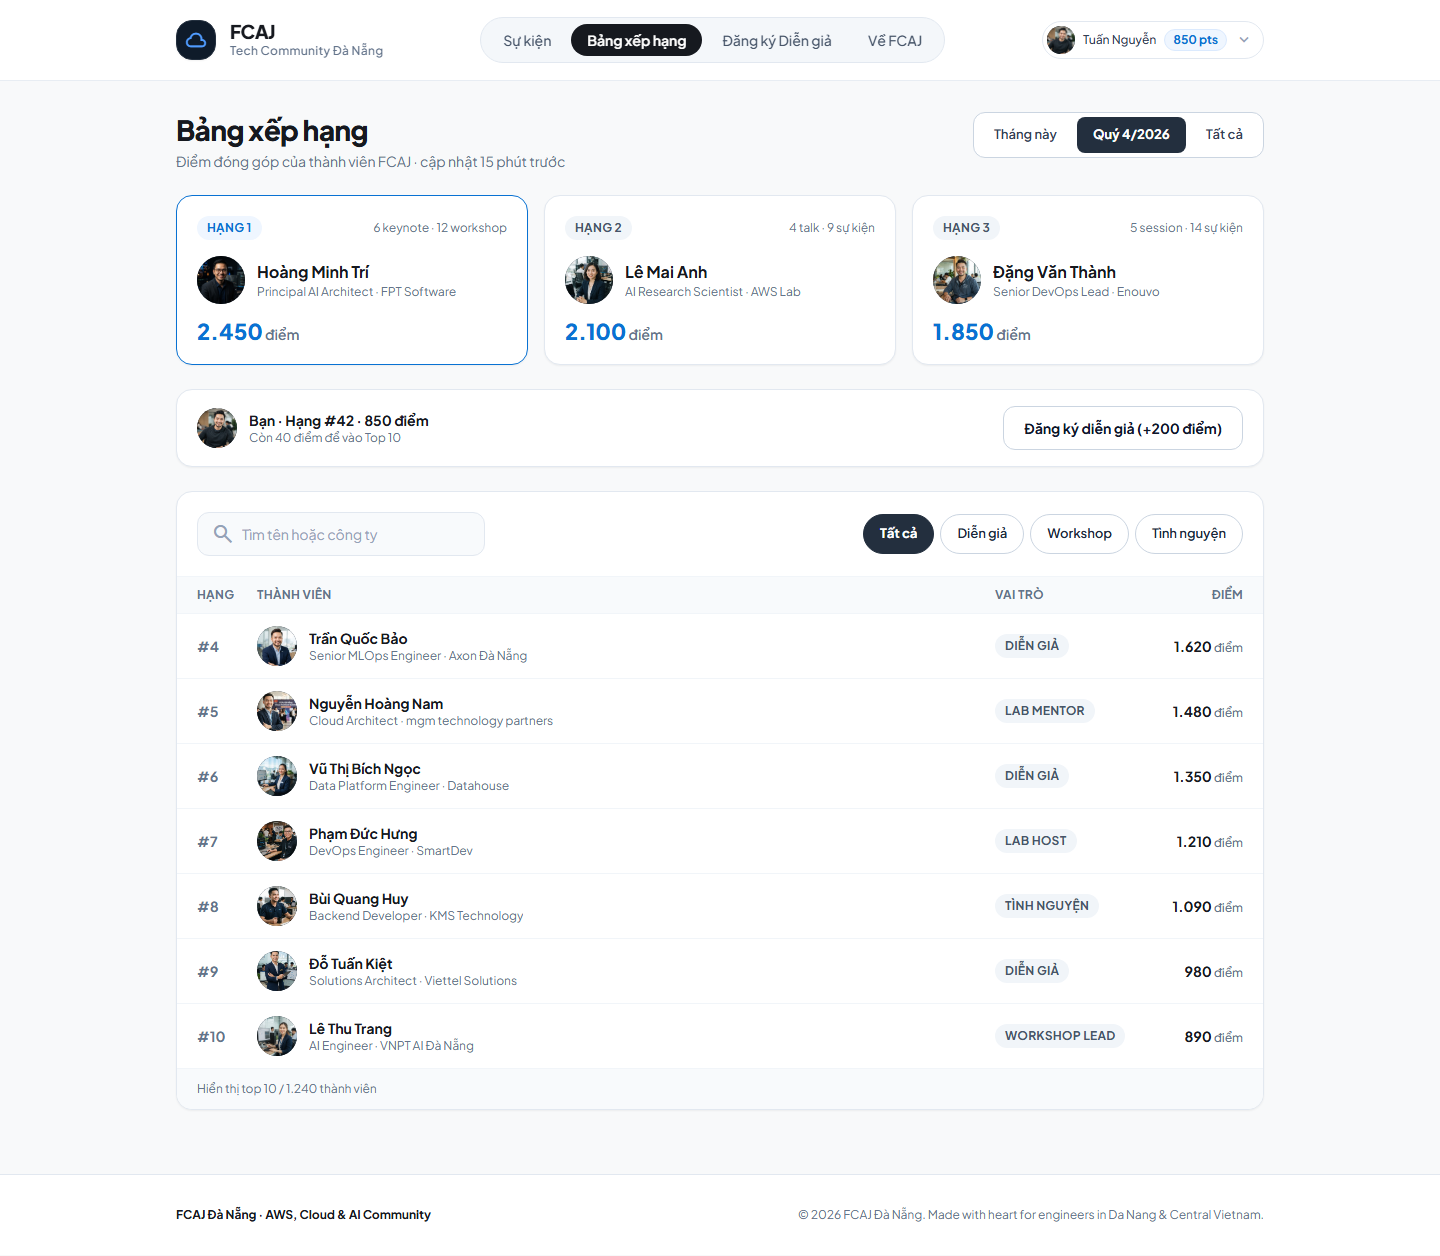 FCAJ
Tech Community Đà Nẵng
Sự kiện
Bảng xếp hạng
Đăng ký Diễn giả
Về FCAJ
Tuấn Nguyễn
850 pts
Bảng xếp hạng
Điểm đóng góp của thành viên FCAJ · cập nhật 15 phút trước
Tháng này
Quý 4/2026
Tất cả
HẠNG 1
6 keynote · 12 workshop
Hoàng Minh Trí
Principal AI Architect · FPT Software
2.450 điểm
HẠNG 2
4 talk · 9 sự kiện
Lê Mai Anh
AI Research Scientist · AWS Lab
2.100 điểm
HẠNG 3
5 session · 14 sự kiện
Đặng Văn Thành
Senior DevOps Lead · Enouvo
1.850 điểm
Bạn · Hạng #42 · 850 điểm
Còn 40 điểm để vào Top 10
Đăng ký diễn giả (+200 điểm)
Tìm tên hoặc công ty
Tất cả
Diễn giả
Workshop
Tình nguyện
HẠNG
THÀNH VIÊN
VAI TRÒ
ĐIỂM
#4
Trần Quốc Bảo
Senior MLOps Engineer · Axon Đà Nẵng
DIỄN GIẢ
1.620 điểm
#5
Nguyễn Hoàng Nam
Cloud Architect · mgm technology partners
LAB MENTOR
1.480 điểm
#6
Vũ Thị Bích Ngọc
Data Platform Engineer · Datahouse
DIỄN GIẢ
1.350 điểm
#7
Phạm Đức Hưng
DevOps Engineer · SmartDev
LAB HOST
1.210 điểm
#8
Bùi Quang Huy
Backend Developer · KMS Technology
TÌNH NGUYỆN
1.090 điểm
#9
Đỗ Tuấn Kiệt
Solutions Architect · Viettel Solutions
DIỄN GIẢ
980 điểm
#10
Lê Thu Trang
AI Engineer · VNPT AI Đà Nẵng
WORKSHOP LEAD
890 điểm
Hiển thị top 10 / 1.240 thành viên
FCAJ Đà Nẵng · AWS, Cloud & AI Community
© 2026 FCAJ Đà Nẵng. Made with heart for engineers in Da Nang & Central Vietnam.